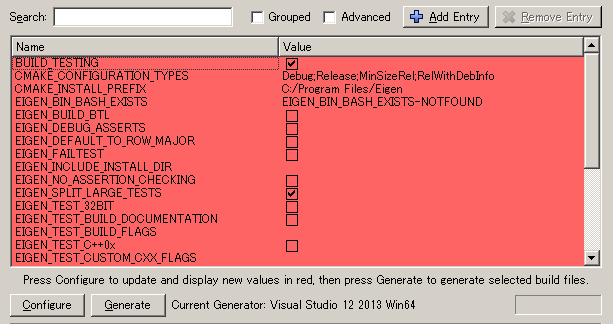 Search: Grouped Advanced Add Entry Remove Entry
Name Value
BUILD_TESTING
CMAKE_CONFIGURATION_TYPES Debug;Release;MinSizeRel;RelWithDebInfo
CMAKE_INSTALL_PREFIX C:/Program Files/Eigen
EIGEN_BIN_BASH_EXISTS EIGEN_BIN_BASH_EXISTS-NOTFOUND
EIGEN_BUILD_BTL
EIGEN_DEBUG_ASSERTS
EIGEN_DEFAULT_TO_ROW_MAJOR
EIGEN_FAILTEST
EIGEN_INCLUDE_INSTALL_DIR
EIGEN_NO_ASSERTION_CHECKING
EIGEN_SPLIT_LARGE_TESTS
EIGEN_TEST_32BIT
EIGEN_TEST_BUILD_DOCUMENTATION
EIGEN_TEST_BUILD_FLAGS
EIGEN_TEST_C++0x
EIGEN_TEST_CUSTOM_CXX_FLAGS
Press Configure to update and display new values in red, then press Generate to generate selected build files.
Configure Generate Current Generator: Visual Studio 12 2013 Win64